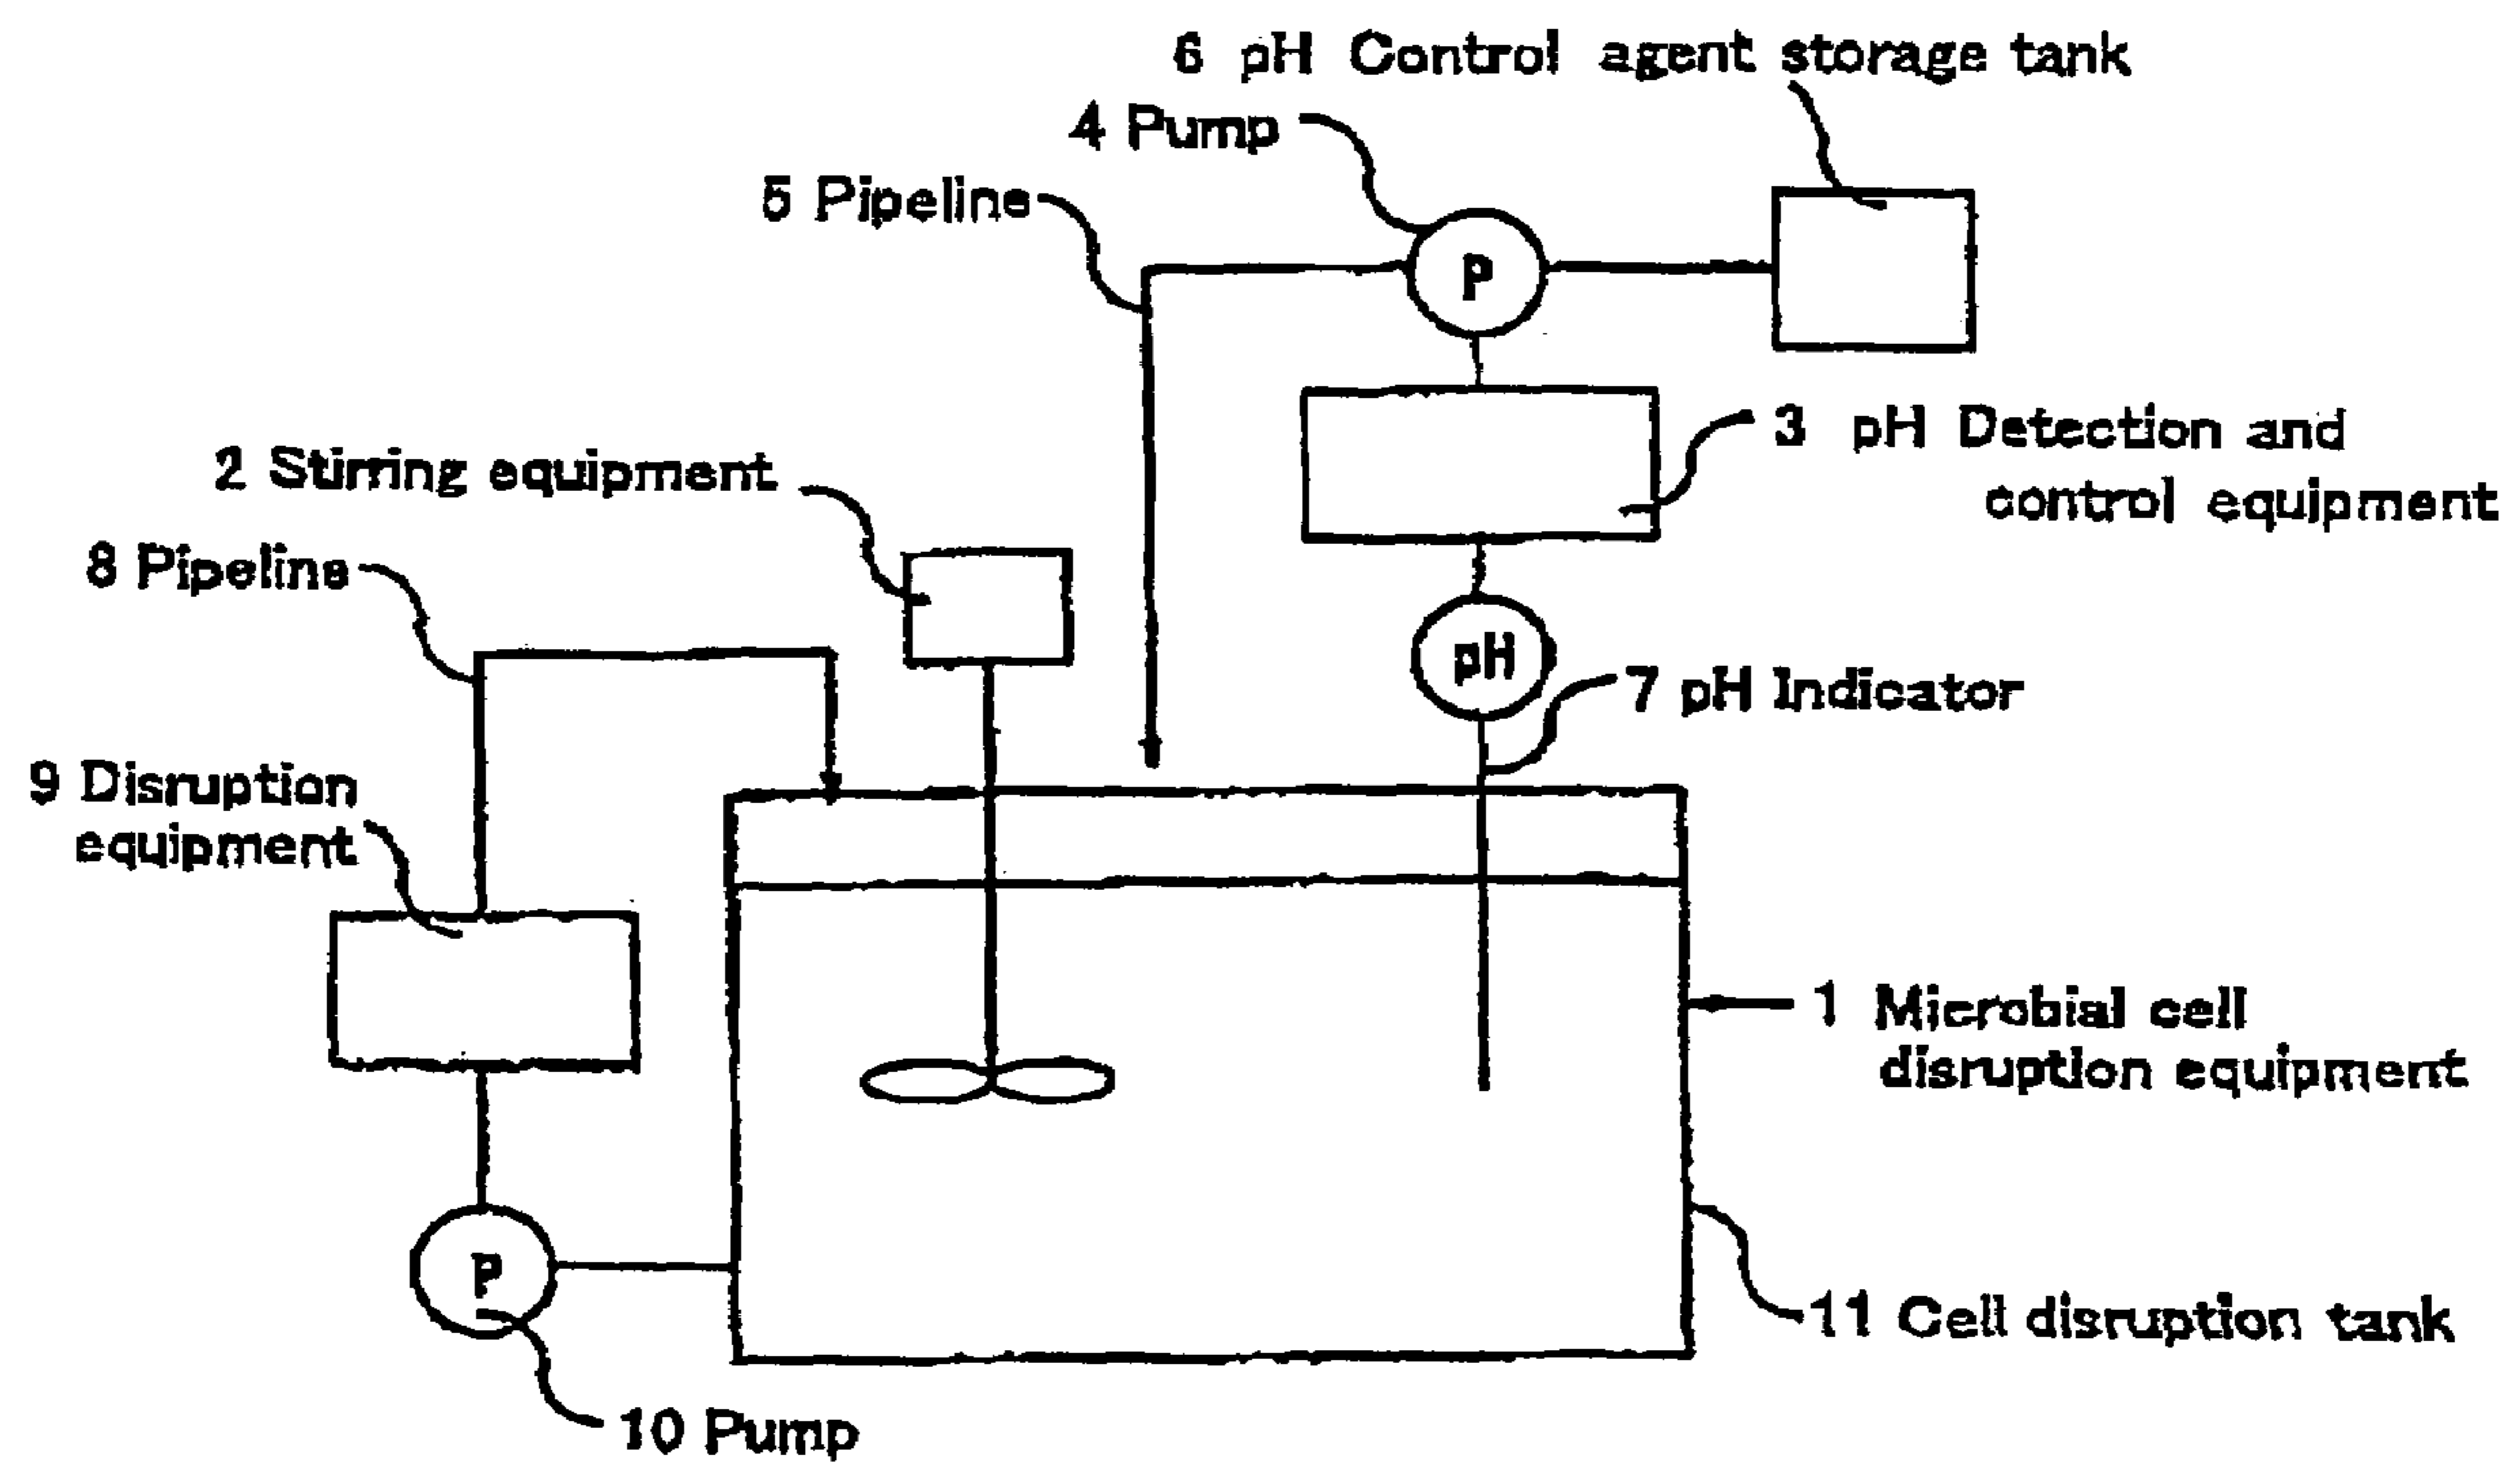 6 pH Control agent storage tank
4 Pump
5 Pipeline
P
3 pH Detection and
control equipment
2 Stirring equipment
8 Pipeline
pH
7 pH Indicator
9 Disruption
equipment
1 Microbial cell
disruption equipment
P
11 Cell disruption tank
10 Pump